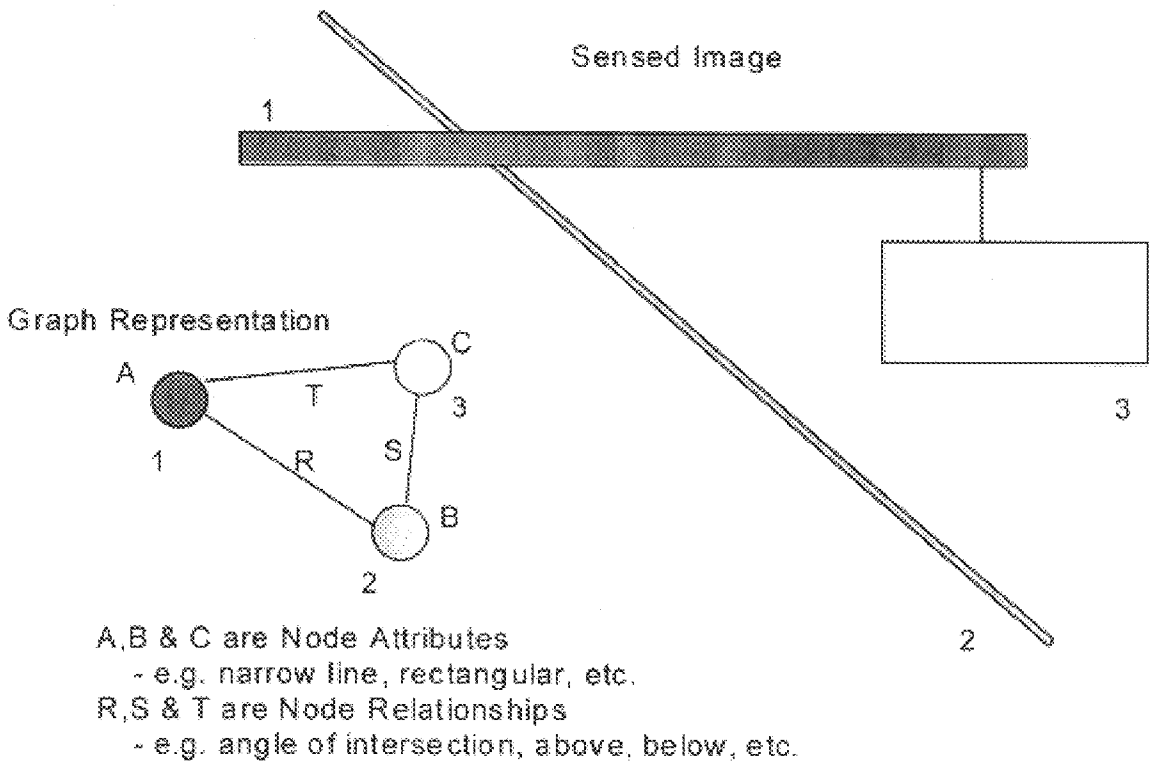 Sensed Image
1
3
2
Graph Representation
A
C
T
3
1
R
S
B
2
A,B & C are Node Attributes
- e.g. narrow line, rectangular, etc.
R,S & T are Node Relationships
- e.g. angle of intersection, above, below, etc.